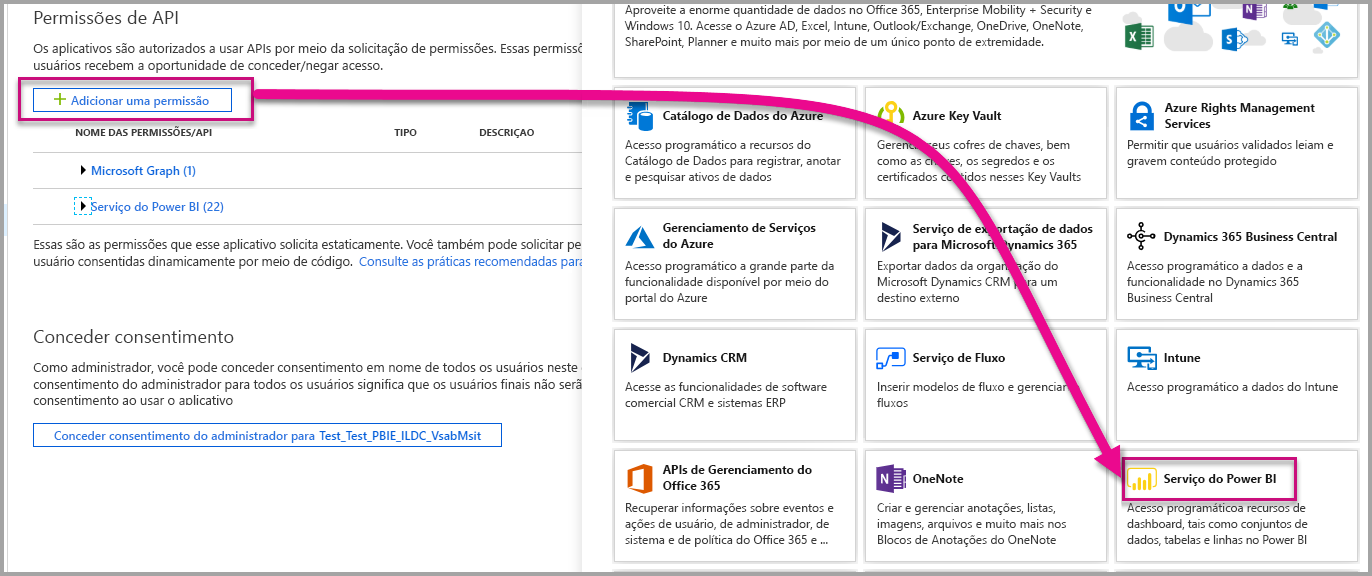 Permissões de API
Os aplicativos são autorizados a usar APIs por meio da solicitação de permissões. Essas permissõ
usuários recebem a oportunidade de conceder/negar acesso.
+ Adicionar uma permissão
NOME DAS PERMISSÕES/API TIPO DESCRIÇAO
Microsoft Graph (1)
Serviço do Power BI (22)
Essas são as permissões que esse aplicativo solicita estaticamente. Você também pode solicitar pe
usuário consentidas dinamicamente por meio de código. Consulte as práticas recomendadas para
Conceder consentimento
Como administrador, você pode conceder consentimento em nome de todos os usuários neste
consentimento do administrador para todos os usuários significa que os usuários finais não serã
consentimento ao usar o aplicativo
Conceder consentimento do administrador para Test_Test_PBIE_ILDC_VsabMsit
Aproveite a enorme quantidade de dados no Office 365, Enterprise Mobility + Security e
Windows 10. Acesse o Azure AD, Excel, Intune, Outlook/Exchange, OneDrive, OneNote,
SharePoint, Planner e muito mais por meio de um único ponto de extremidade.
Catálogo de Dados do Azure
Acesso programático a recursos do
Catálogo de Dados para registrar, anotar
e pesquisar ativos de dados
Azure Key Vault
Gerencie seus cofres de chaves, bem
como as chaves, os segredos e os
certificados contidos nesses Key Vaults
Azure Rights Management
Services
Permitir que usuários validados leiam e
gravem conteúdo protegido
Gerenciamento de Serviços
do Azure
Acesso programático a grande parte da
funcionalidade disponível por meio do
portal do Azure
Serviço de exportação de dados
para Microsoft Dynamics 365
Exportar dados da organização do
Microsoft Dynamics CRM para um
destino externo
Dynamics 365 Business Central
Acesso programático a dados e a
funcionalidade no Dynamics 365
Business Central
Dynamics CRM
Acesse as funcionalidades de software
comercial CRM e sistemas ERP
Serviço de Fluxo
Inserir modelos de fluxo e gerenciar
fluxos
Intune
Acesso programático a dados do Intune
APIs de Gerenciamento do
Office 365
Recuperar informações sobre eventos e
ações de usuário, de administrador, de
sistema e de política do Office 365 e ...
OneNote
Criar e gerenciar anotações, listas,
imagens, arquivos e muito mais nos
Blocos de Anotações do OneNote
Serviço do Power BI
Acesso programáticoa recursos de
dashboard, tais como conjuntos de
dados, tabelas e linhas no Power BI